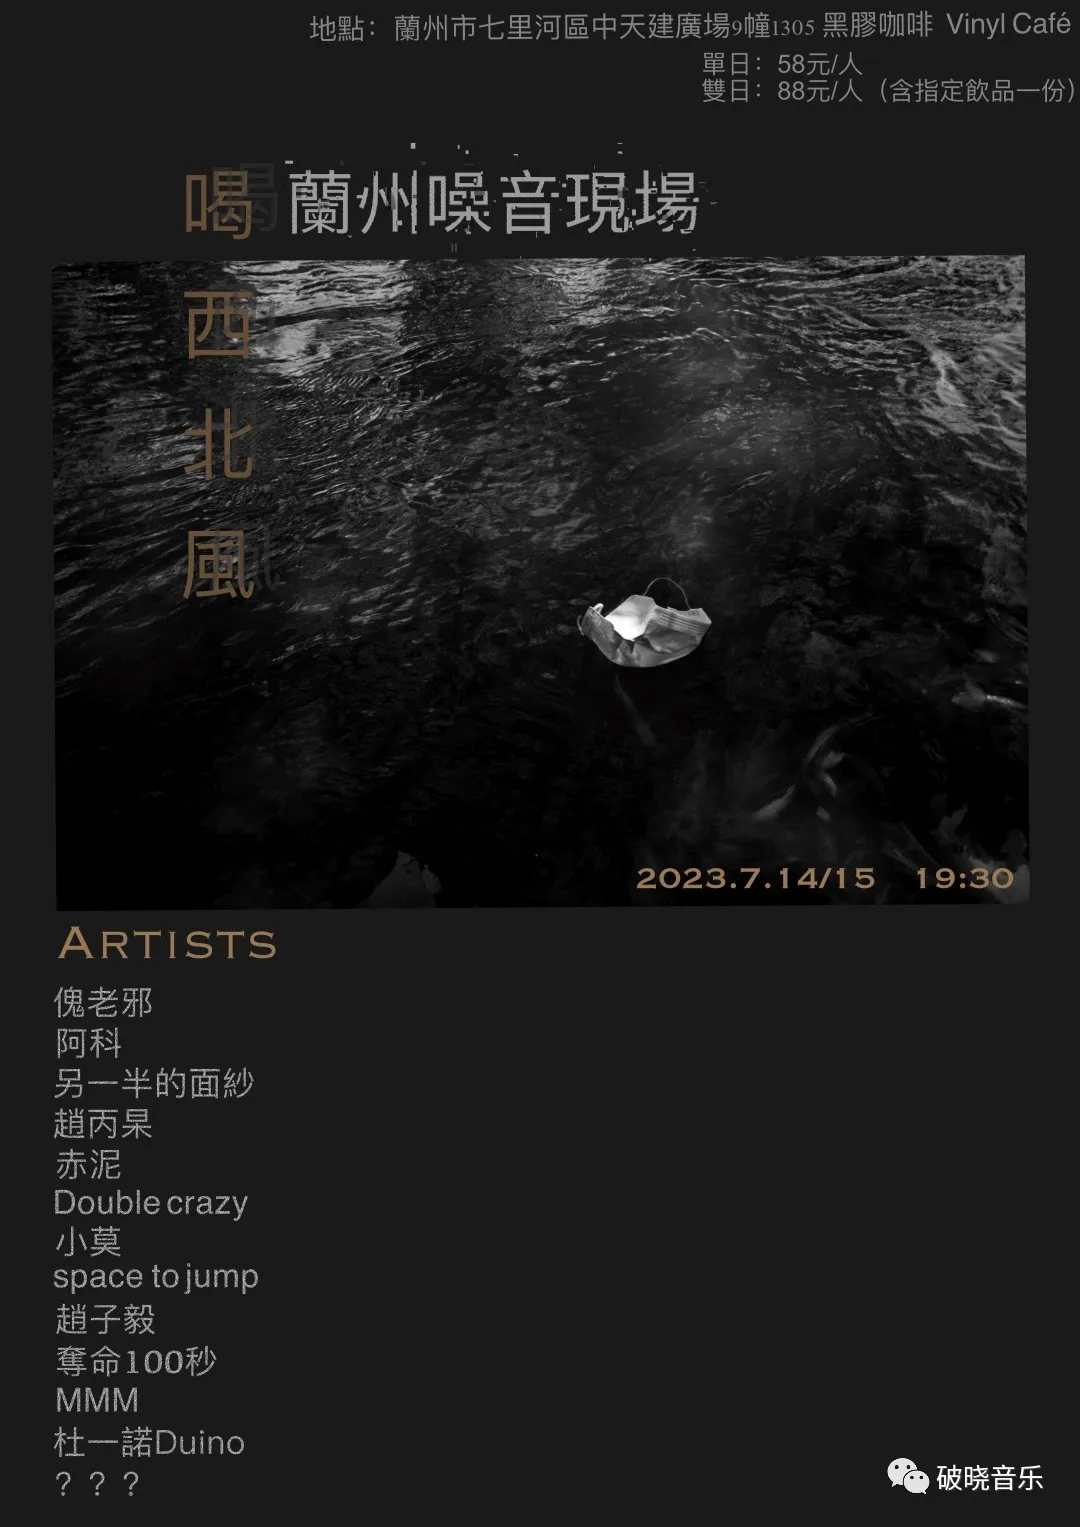 地點：蘭州市七里河區中天建廣場9幢1305 黑膠咖啡 Vinyl Café
單日：58元/人
雙日：88元/人（含指定飲品一份）
蘭州噪音現場
喝
西
北
風
2023.7.14/15 19:30
ARTISTS
傀老邪
阿科
另一半的面紗
趙丙杲
赤泥
Double crazy
小莫
space to jump
趙子毅
奪命100秒
MMM
杜一諾Duino
？？？
破晓音乐